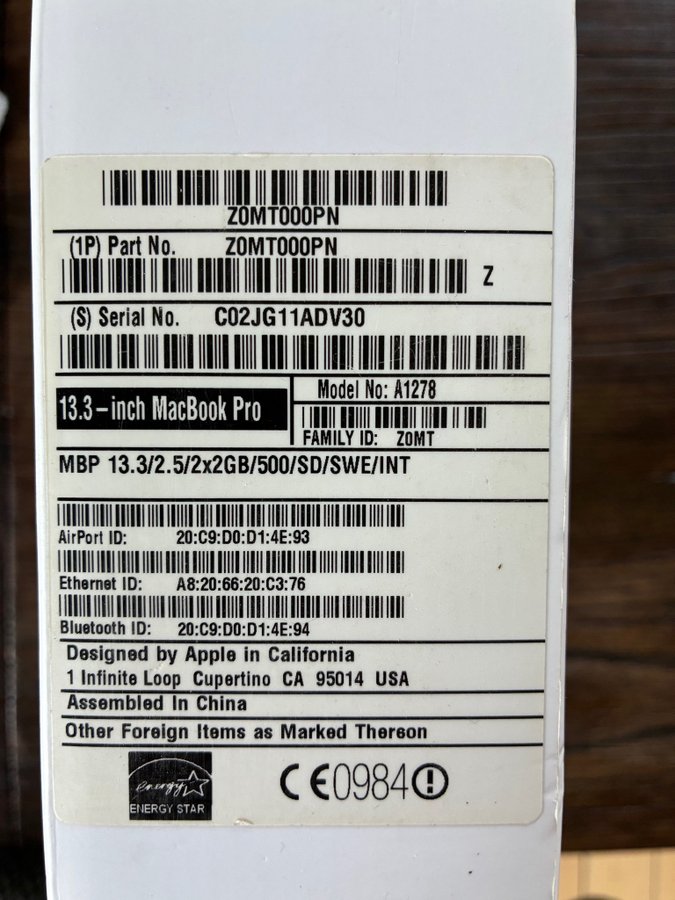 Z0MT000PN
(1P) Part No. Z0MT000PN
Z
(S) Serial No. C02JG11ADV30
13.3-inch MacBook Pro
Model No: A1278
FAMILY ID: Z0MT
MBP 13.3/2.5/2x2GB/500/SD/SWE/INT
AirPort ID: 20:C9:D0:D1:4E:93
Ethernet ID: A8:20:66:20:C3:76
Bluetooth ID: 20:C9:D0:D1:4E:94
Designed by Apple in California
1 Infinite Loop Cupertino CA 95014 USA
Assembled In China
Other Foreign Items as Marked Thereon
energy
ENERGY STAR
CE0984